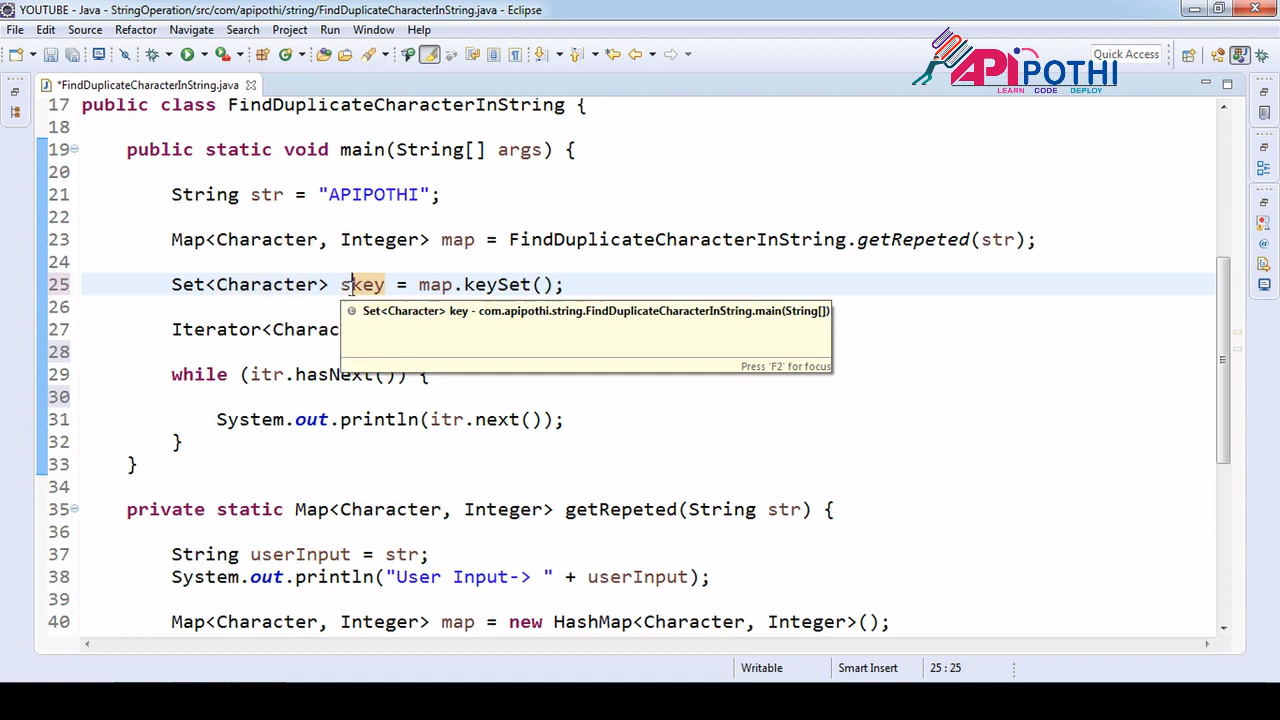 YOUTUBE - Java - StringOperation/src/com/apipothi/string/FindDuplicateCharacterInString.java - Eclipse
File Edit Source Refactor Navigate Search Project Run Window Help
Quick Access
APIPOTHI
LEARN CODE DEPLOY
*FindDuplicateCharacterInString.java
17 public class FindDuplicateCharacterInString {
18
19 public static void main(String[] args) {
20
21 String str = "APIPOTHI";
22
23 Map<Character, Integer> map = FindDuplicateCharacterInString.getRepeted(str);
24
25 Set<Character> skey = map.keySet();
26
Set<Character> key - com.apipothi.string.FindDuplicateCharacterInString.main(String[])
27 Iterator<Charac
28
Press 'F2' for focus
29 while (itr.hasNext()) {
30
31 System.out.println(itr.next());
32 }
33 }
34
35 private static Map<Character, Integer> getRepeted(String str) {
36
37 String userInput = str;
38 System.out.println("User Input-> " + userInput);
39
40 Map<Character, Integer> map = new HashMap<Character, Integer>();
Writable Smart Insert 25 : 25